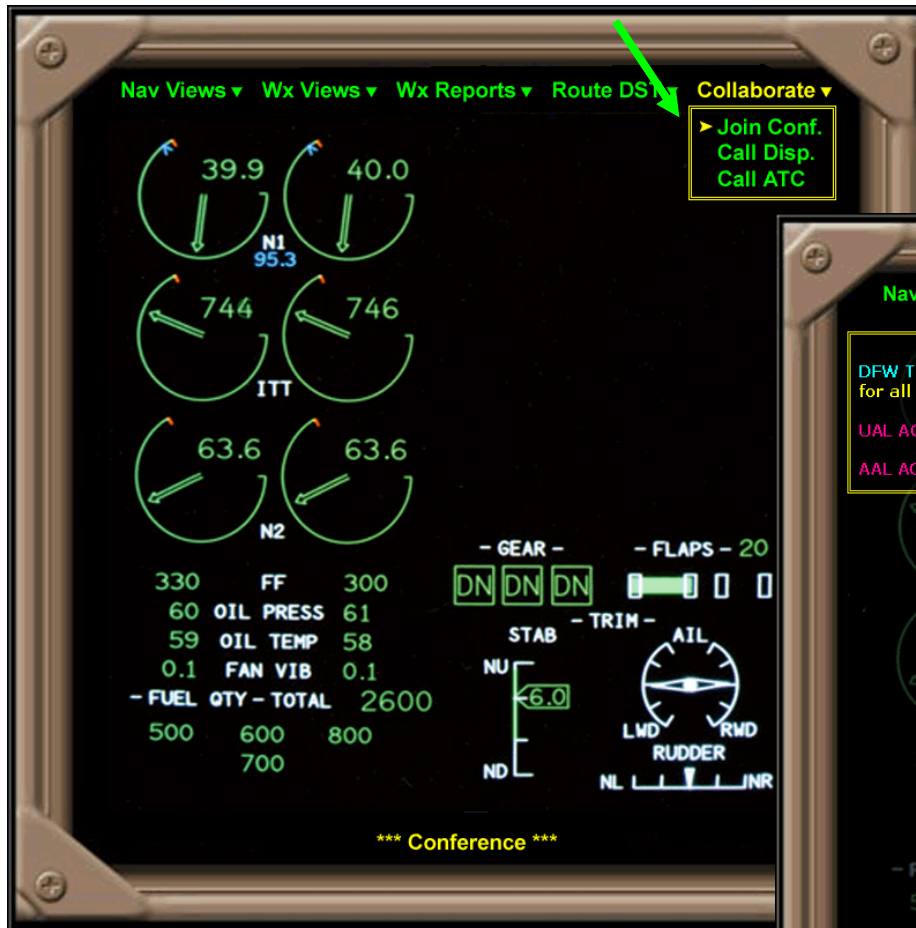 Nav Views ▾ Wx Views ▾ Wx Reports ▾ Route DST ▾ Collaborate ▾
➤ Join Conf.
Call Disp.
Call ATC
39.9 40.0
N1
95.3
744 746
ITT
63.6 63.6
N2
330 FF 300
60 OIL PRESS 61
59 OIL TEMP 58
0.1 FAN VIB 0.1
- FUEL QTY - TOTAL 2600
500 600 800
700
- GEAR -
DN DN DN
- FLAPS - 20
- TRIM -
STAB
NU
6.0
ND
AIL
LWD RWD
RUDDER
NL NR
*** Conference ***
Nav
DFW T
for all
UAL AO
AAL AO